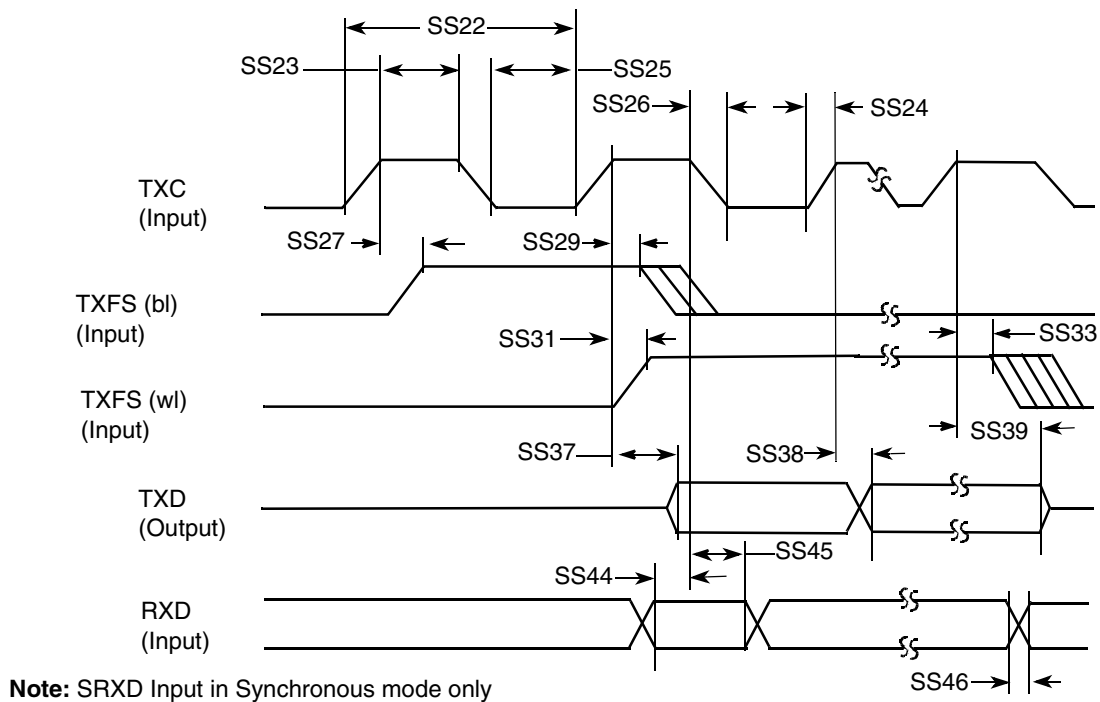 SS22
SS23
SS25
SS26
SS24
TXC
(Input)
SS27
SS29
TXFS (bl)
(Input)
SS31
SS33
TXFS (wl)
(Input)
SS39
SS37
SS38
TXD
(Output)
SS45
SS44
RXD
(Input)
SS46
Note: SRXD Input in Synchronous mode only